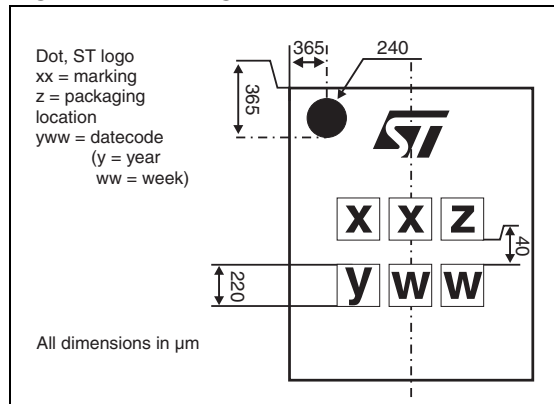 Dot, ST logo
xx = marking
z = packaging
location
yww = datecode
(y = year
ww = week)
365
240
365
ST
x x z
40
y w w
220
All dimensions in µm